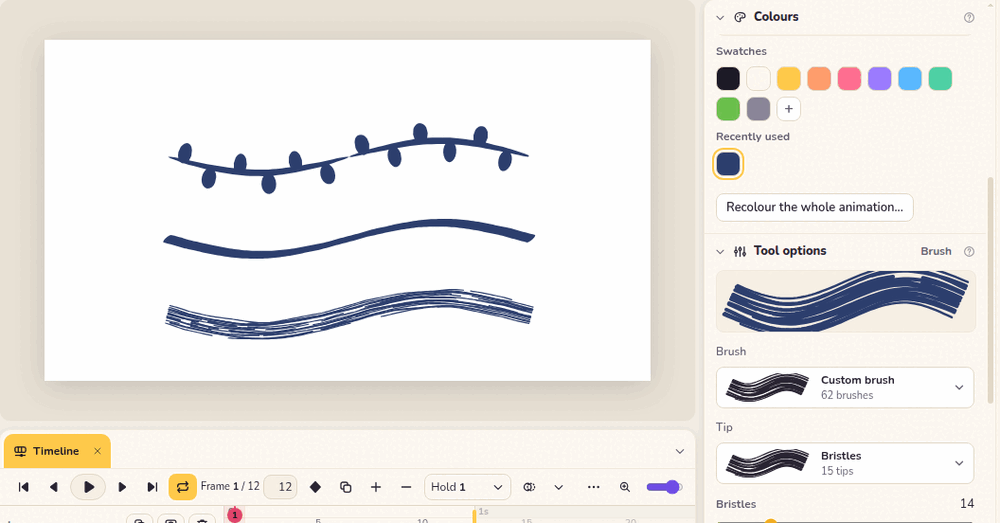 Colours
Swatches
+
Recently used
Recolour the whole animation...
Tool options
Brush
Brush
Custom brush
62 brushes
Tip
Bristles
15 tips
Bristles
14
Timeline
Frame 1 / 12
12
Hold 1
1
5
10
1s
15
20